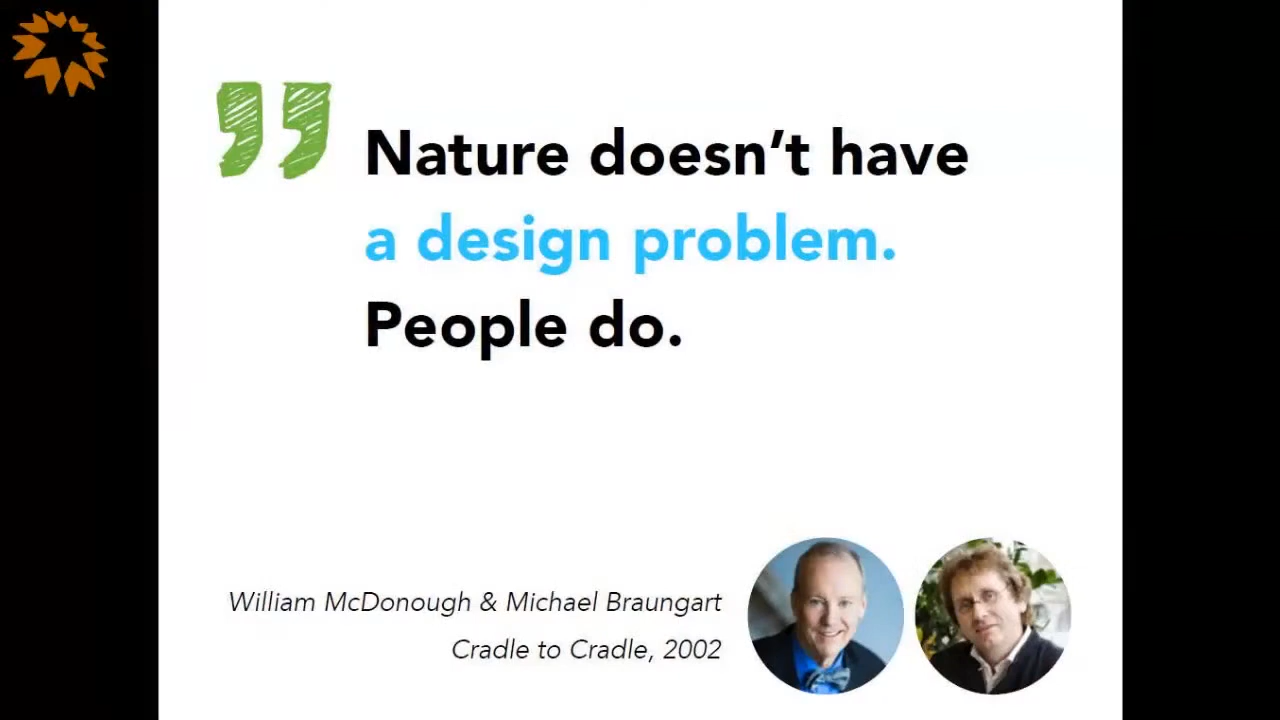 Nature doesn’t have
a design problem.
People do.
William McDonough & Michael Braungart
Cradle to Cradle, 2002